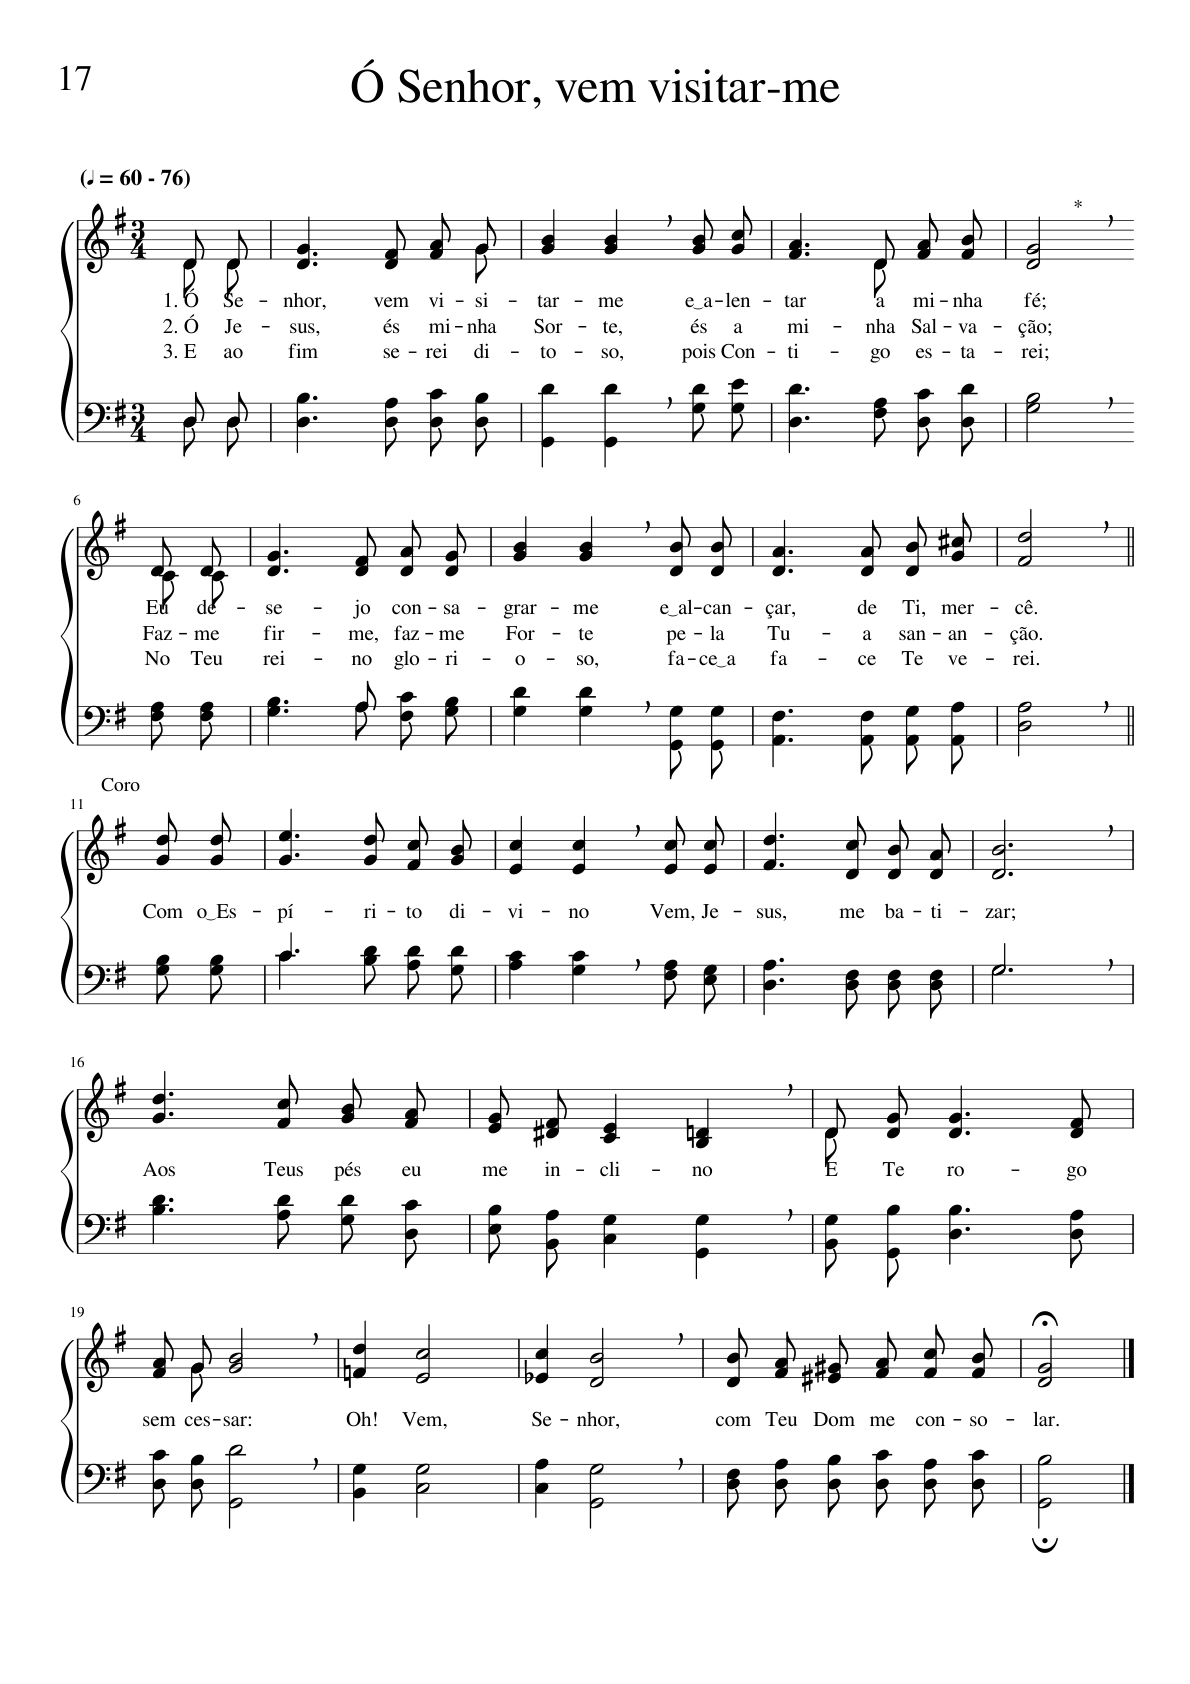 17
Ó Senhor, vem visitar-me
(♩ = 60 - 76)
*
1. Ó Se - nhor, vem vi - si - tar - me e‿a - len - tar a mi - nha fé;
2. Ó Je - sus, és mi - nha Sor - te, és a mi - nha Sal - va - ção;
3. E ao fim se - rei di - to - so, pois Con - ti - go es - ta - rei;
6
Eu de - se - jo con - sa - grar - me e‿al - can - çar, de Ti, mer - cê.
Faz - me fir - me, faz - me For - te pe - la Tu - a san - an - ção.
No Teu rei - no glo - ri - o - so, fa - ce‿a fa - ce Te ve - rei.
Coro
11
Com o‿Es - pí - ri - to di - vi - no Vem, Je - sus, me ba - ti - zar;
16
Aos Teus pés eu me in - cli - no E Te ro - go
19
sem ces - sar: Oh! Vem, Se - nhor, com Teu Dom me con - so - lar.